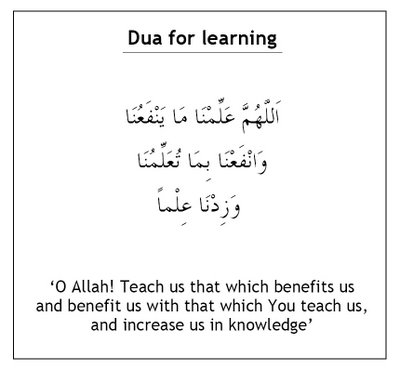 Dua for learning
اَللَّهُمَّ عَلِّمْنَا مَا يَنْفَعُنَا
وَانْفَعْنَا بِمَا تُعَلِّمُنَا
وَزِدْنَا عِلْماً
‘O Allah! Teach us that which benefits us
and benefit us with that which You teach us,
and increase us in knowledge’